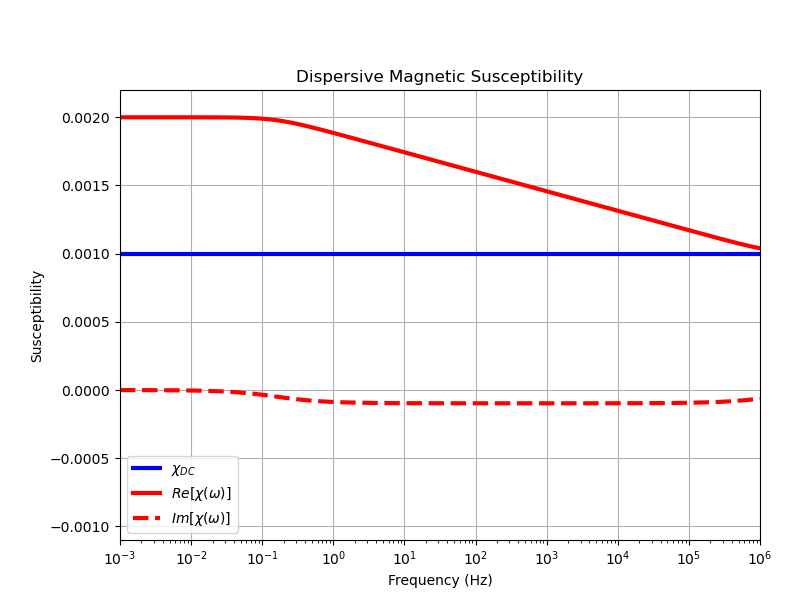 Dispersive Magnetic Susceptibility
Susceptibility
0.0020
0.0015
0.0010
0.0005
0.0000
−0.0005
−0.0010
χ_DC
Re[χ(ω)]
Im[χ(ω)]
10⁻³ 10⁻² 10⁻¹ 10⁰ 10¹ 10² 10³ 10⁴ 10⁵ 10⁶
Frequency (Hz)